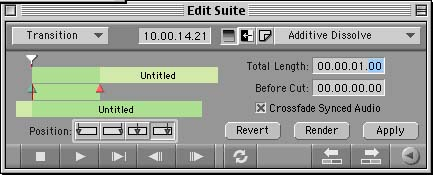 Edit Suite
Transition
10.00.14.21
Additive Dissolve
Untitled
Untitled
Position:
Total Length: 00.00.01.00
Before Cut: 00.00.00.00
Crossfade Synced Audio
Revert
Render
Apply